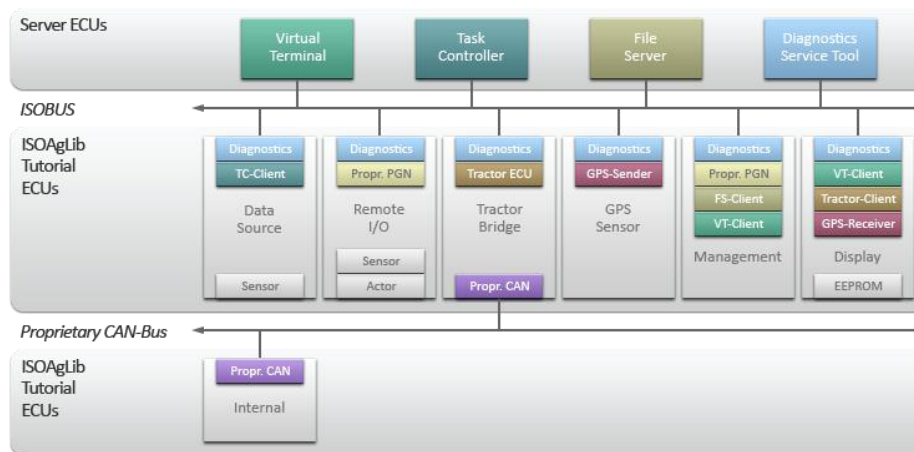 Server ECUs
Virtual
Terminal
Task
Controller
File
Server
Diagnostics
Service Tool
ISOBUS
ISOAgLib
Tutorial
ECUs
Diagnostics
TC-Client
Data
Source
Sensor
Diagnostics
Propr. PGN
Remote
I/O
Sensor
Actor
Diagnostics
Tractor ECU
Tractor
Bridge
Propr. CAN
Diagnostics
GPS-Sender
GPS
Sensor
Diagnostics
Propr. PGN
FS-Client
VT-Client
Management
Diagnostics
VT-Client
Tractor-Client
GPS-Receiver
Display
EEPROM
Proprietary CAN-Bus
ISOAgLib
Tutorial
ECUs
Propr. CAN
Internal